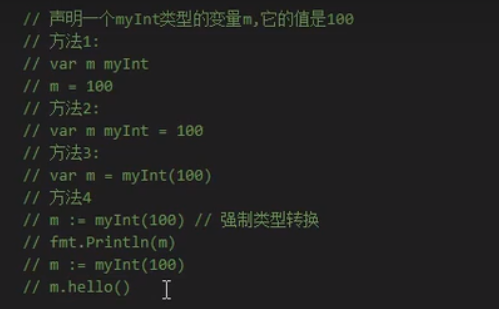 // 声明一个myInt类型的变量m,它的值是100
// 方法1:
// var m myInt
// m = 100
// 方法2:
// var m myInt = 100
// 方法3:
// var m = myInt(100)
// 方法4
// m := myInt(100) // 强制类型转换
// fmt.Println(m)
// m := myInt(100)
// m.hello()